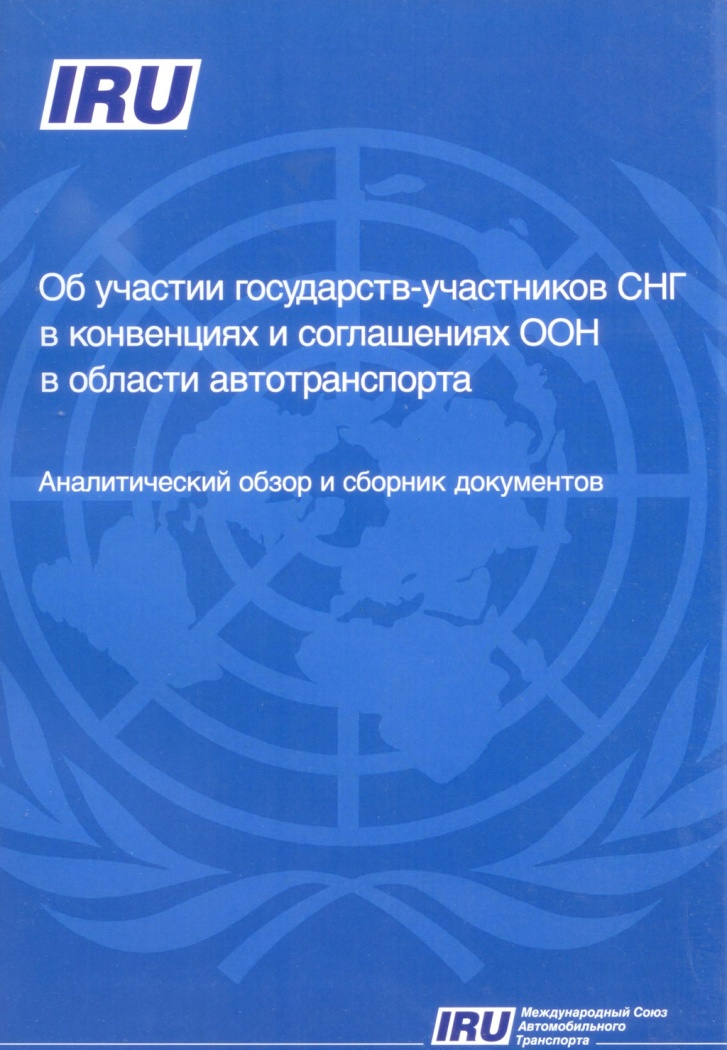 IRU
Об участии государств-участников СНГ
в конвенциях и соглашениях ООН
в области автотранспорта
Аналитический обзор и сборник документов
IRU
Международный Союз
Автомобильного
Транспорта